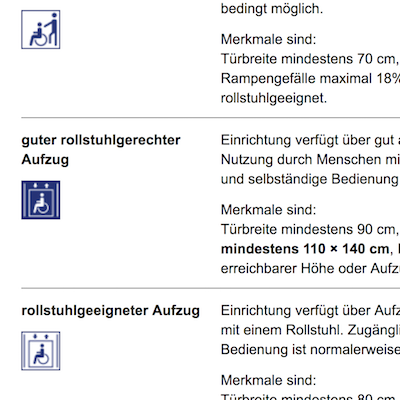 bedingt möglich.
Merkmale sind:
Türbreite mindestens 70 cm,
Rampengefälle maximal 18%
rollstuhlgeeignet.
guter rollstuhlgerechter
Aufzug
Einrichtung verfügt über gut
Nutzung durch Menschen mi
und selbständige Bedienung
Merkmale sind:
Türbreite mindestens 90 cm,
mindestens 110 × 140 cm,
erreichbarer Höhe oder Aufz
rollstuhlgeeigneter Aufzug
Einrichtung verfügt über Aufz
mit einem Rollstuhl. Zugängli
Bedienung ist normalerweise
Merkmale sind:
Türbreite mindestens 80 cm